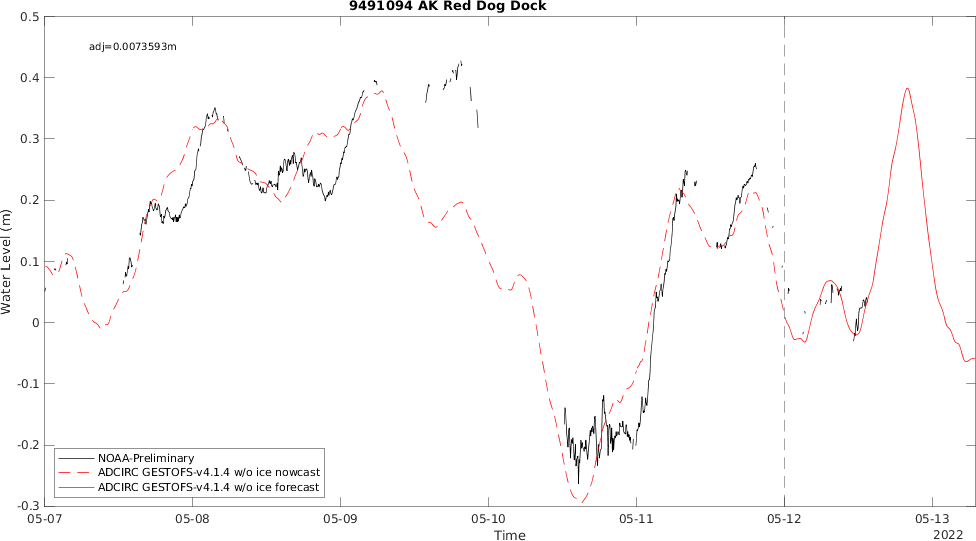 9491094 AK Red Dog Dock
adj=0.0073593m
Water Level (m)
0.5
0.4
0.3
0.2
0.1
0
-0.1
-0.2
-0.3
NOAA-Preliminary
ADCIRC GESTOFS-v4.1.4 w/o ice nowcast
ADCIRC GESTOFS-v4.1.4 w/o ice forecast
05-07 05-08 05-09 05-10 05-11 05-12 05-13
Time
2022